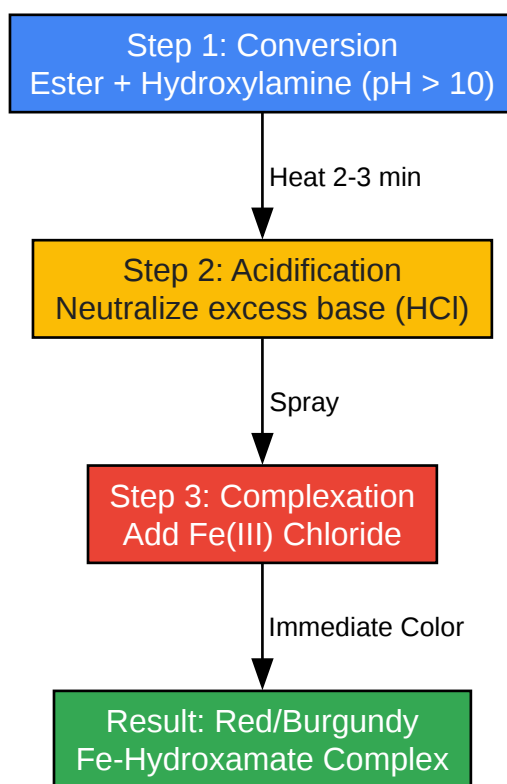 Step 1: Conversion
Ester + Hydroxylamine (pH > 10)
Heat 2-3 min
Step 2: Acidification
Neutralize excess base (HCl)
Spray
Step 3: Complexation
Add Fe(III) Chloride
Immediate Color
Result: Red/Burgundy
Fe-Hydroxamate Complex